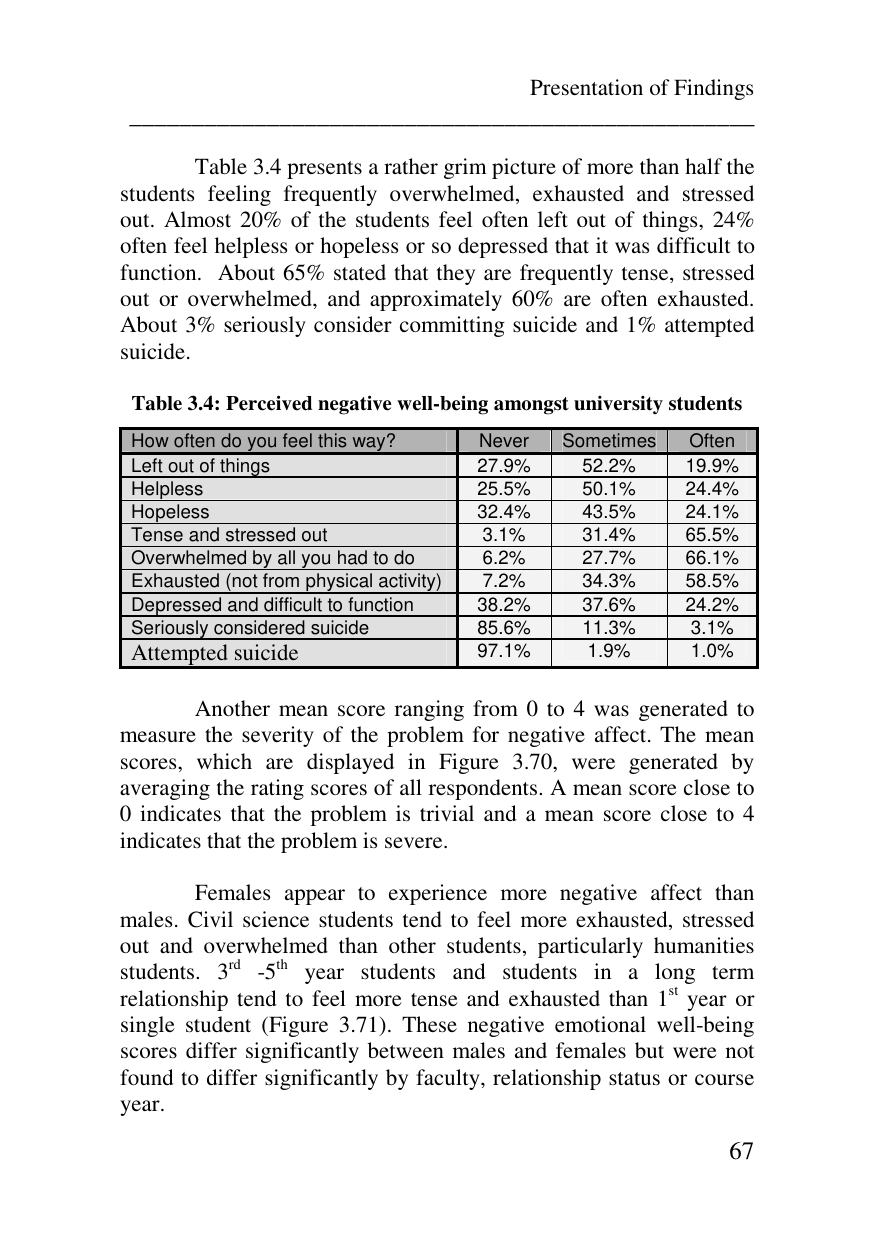 Presentation of Findings
Table 3.4 presents a rather grim picture of more than half the
students feeling frequently overwhelmed, exhausted and stressed
out. Almost 20% of the students feel often left out of things, 24%
often feel helpless or hopeless or so depressed that it was difficult to
function.  About 65% stated that they are frequently tense, stressed
out or overwhelmed, and approximately 60% are often exhausted.
About 3% seriously consider committing suicide and 1% attempted
suicide.
Table 3.4: Perceived negative well-being amongst university students
How often do you feel this way? Never Sometimes Often
Left out of things 27.9% 52.2% 19.9%
Helpless 25.5% 50.1% 24.4%
Hopeless 32.4% 43.5% 24.1%
Tense and stressed out 3.1% 31.4% 65.5%
Overwhelmed by all you had to do 6.2% 27.7% 66.1%
Exhausted (not from physical activity) 7.2% 34.3% 58.5%
Depressed and difficult to function 38.2% 37.6% 24.2%
Seriously considered suicide 85.6% 11.3% 3.1%
Attempted suicide 97.1% 1.9% 1.0%
Another mean score ranging from 0 to 4 was generated to
measure the severity of the problem for negative affect. The mean
scores, which are displayed in Figure 3.70, were generated by
averaging the rating scores of all respondents. A mean score close to
0 indicates that the problem is trivial and a mean score close to 4
indicates that the problem is severe.
Females appear to experience more negative affect than
males. Civil science students tend to feel more exhausted, stressed
out and overwhelmed than other students, particularly humanities
students. 3rd -5th year students and students in a long term
relationship tend to feel more tense and exhausted than 1st year or
single student (Figure 3.71). These negative emotional well-being
scores differ significantly between males and females but were not
found to differ significantly by faculty, relationship status or course
year.
67